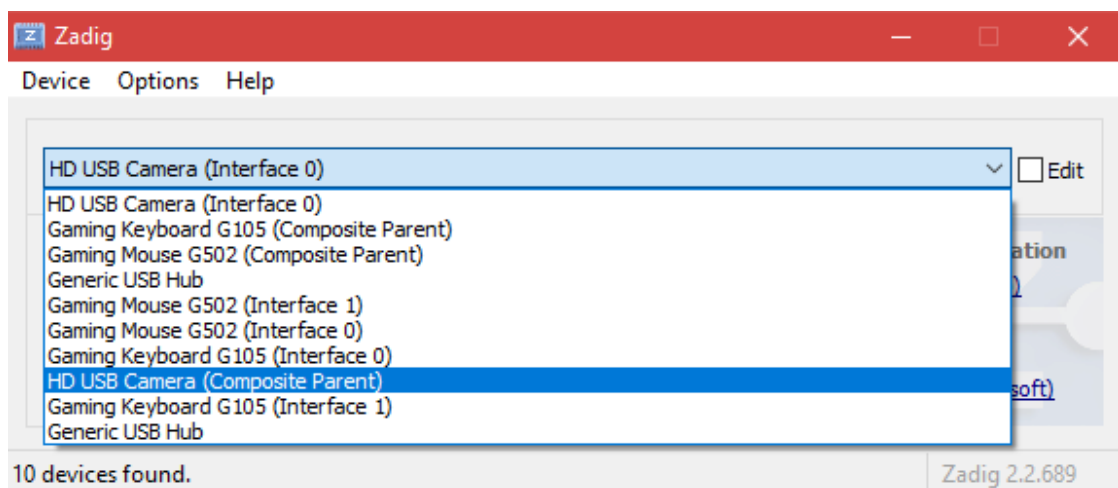 Zadig
Device Options Help
HD USB Camera (Interface 0) Edit
HD USB Camera (Interface 0)
Gaming Keyboard G105 (Composite Parent)
Gaming Mouse G502 (Composite Parent)
Generic USB Hub
Gaming Mouse G502 (Interface 1)
Gaming Mouse G502 (Interface 0)
Gaming Keyboard G105 (Interface 0)
HD USB Camera (Composite Parent)
Gaming Keyboard G105 (Interface 1)
Generic USB Hub
ation
)
soft)
10 devices found. Zadig 2.2.689